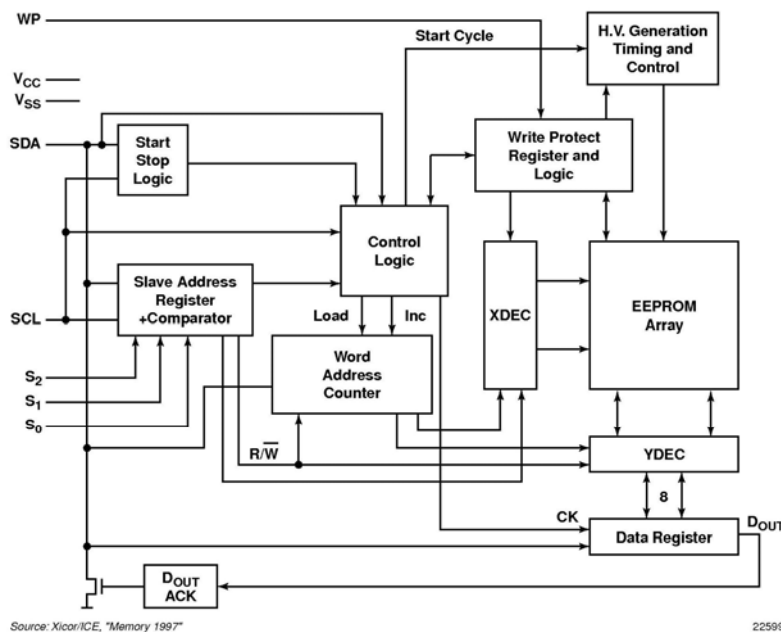 WP
Start Cycle
H.V. Generation
Timing and
Control
VCC
VSS
SDA
Start
Stop
Logic
Write Protect
Register and
Logic
Control
Logic
Slave Address
Register
+Comparator
SCL
Load
Inc
XDEC
EEPROM
Array
Word
Address
Counter
S2
S1
S0
R/W̅
YDEC
8
CK
DOUT
Data Register
DOUT
ACK
Source: Xicor/ICE, "Memory 1997"
22599